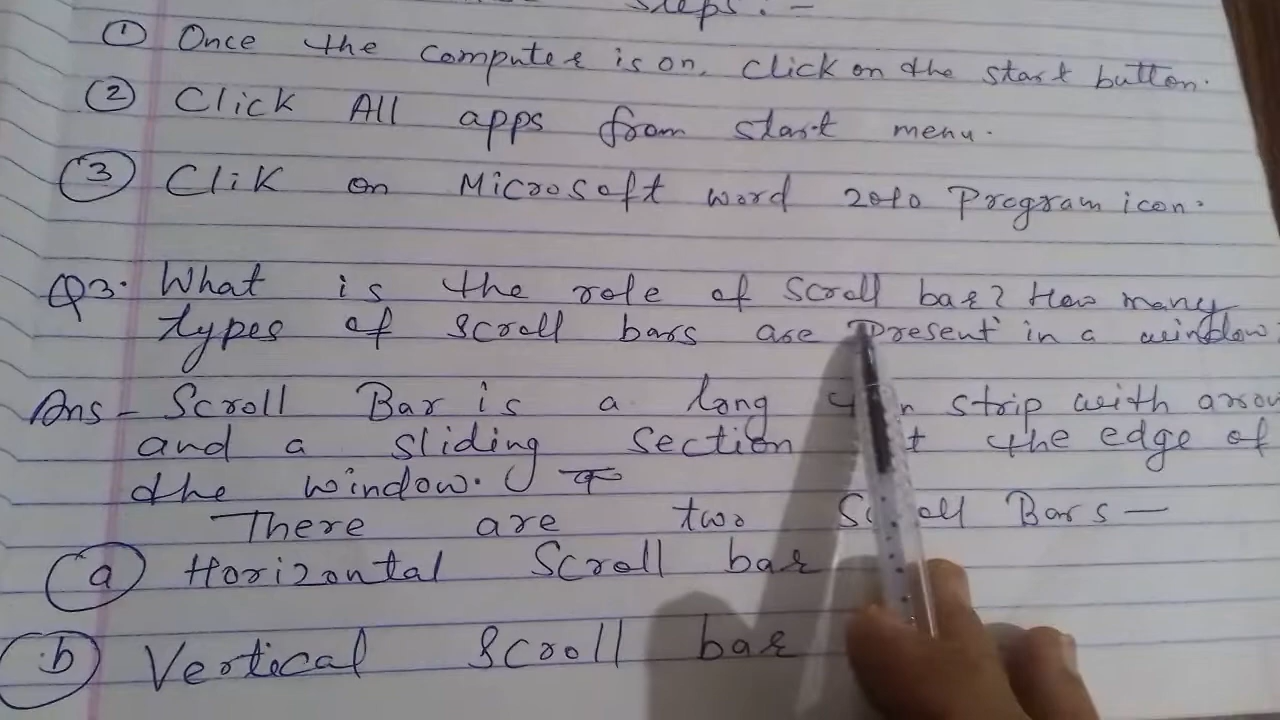 Steps:-
① Once the computer is on, click on the start button.
② Click All apps from start menu.
③ Clik on Microsoft word 2010 Program icon.
Q3. What is the role of Scroll bar? How many
types of scroll bars are present in a window.
Ans - Scroll Bar is a long strip with arrow
and a sliding section the edge of
the window.
There are two Scroll Bars —
ⓐ Horizontal Scroll bar
ⓑ Vertical Scroll bar